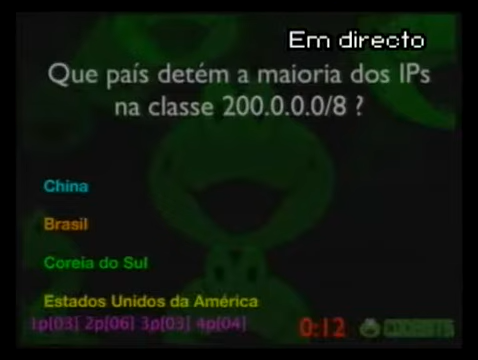 Em directo
Que país detém a maioria dos IPs
na classe 200.0.0.0/8 ?
China
Brasil
Coreia do Sul
Estados Unidos da América
1p[03] 2p[06] 3p[03] 4p[04]
0:12